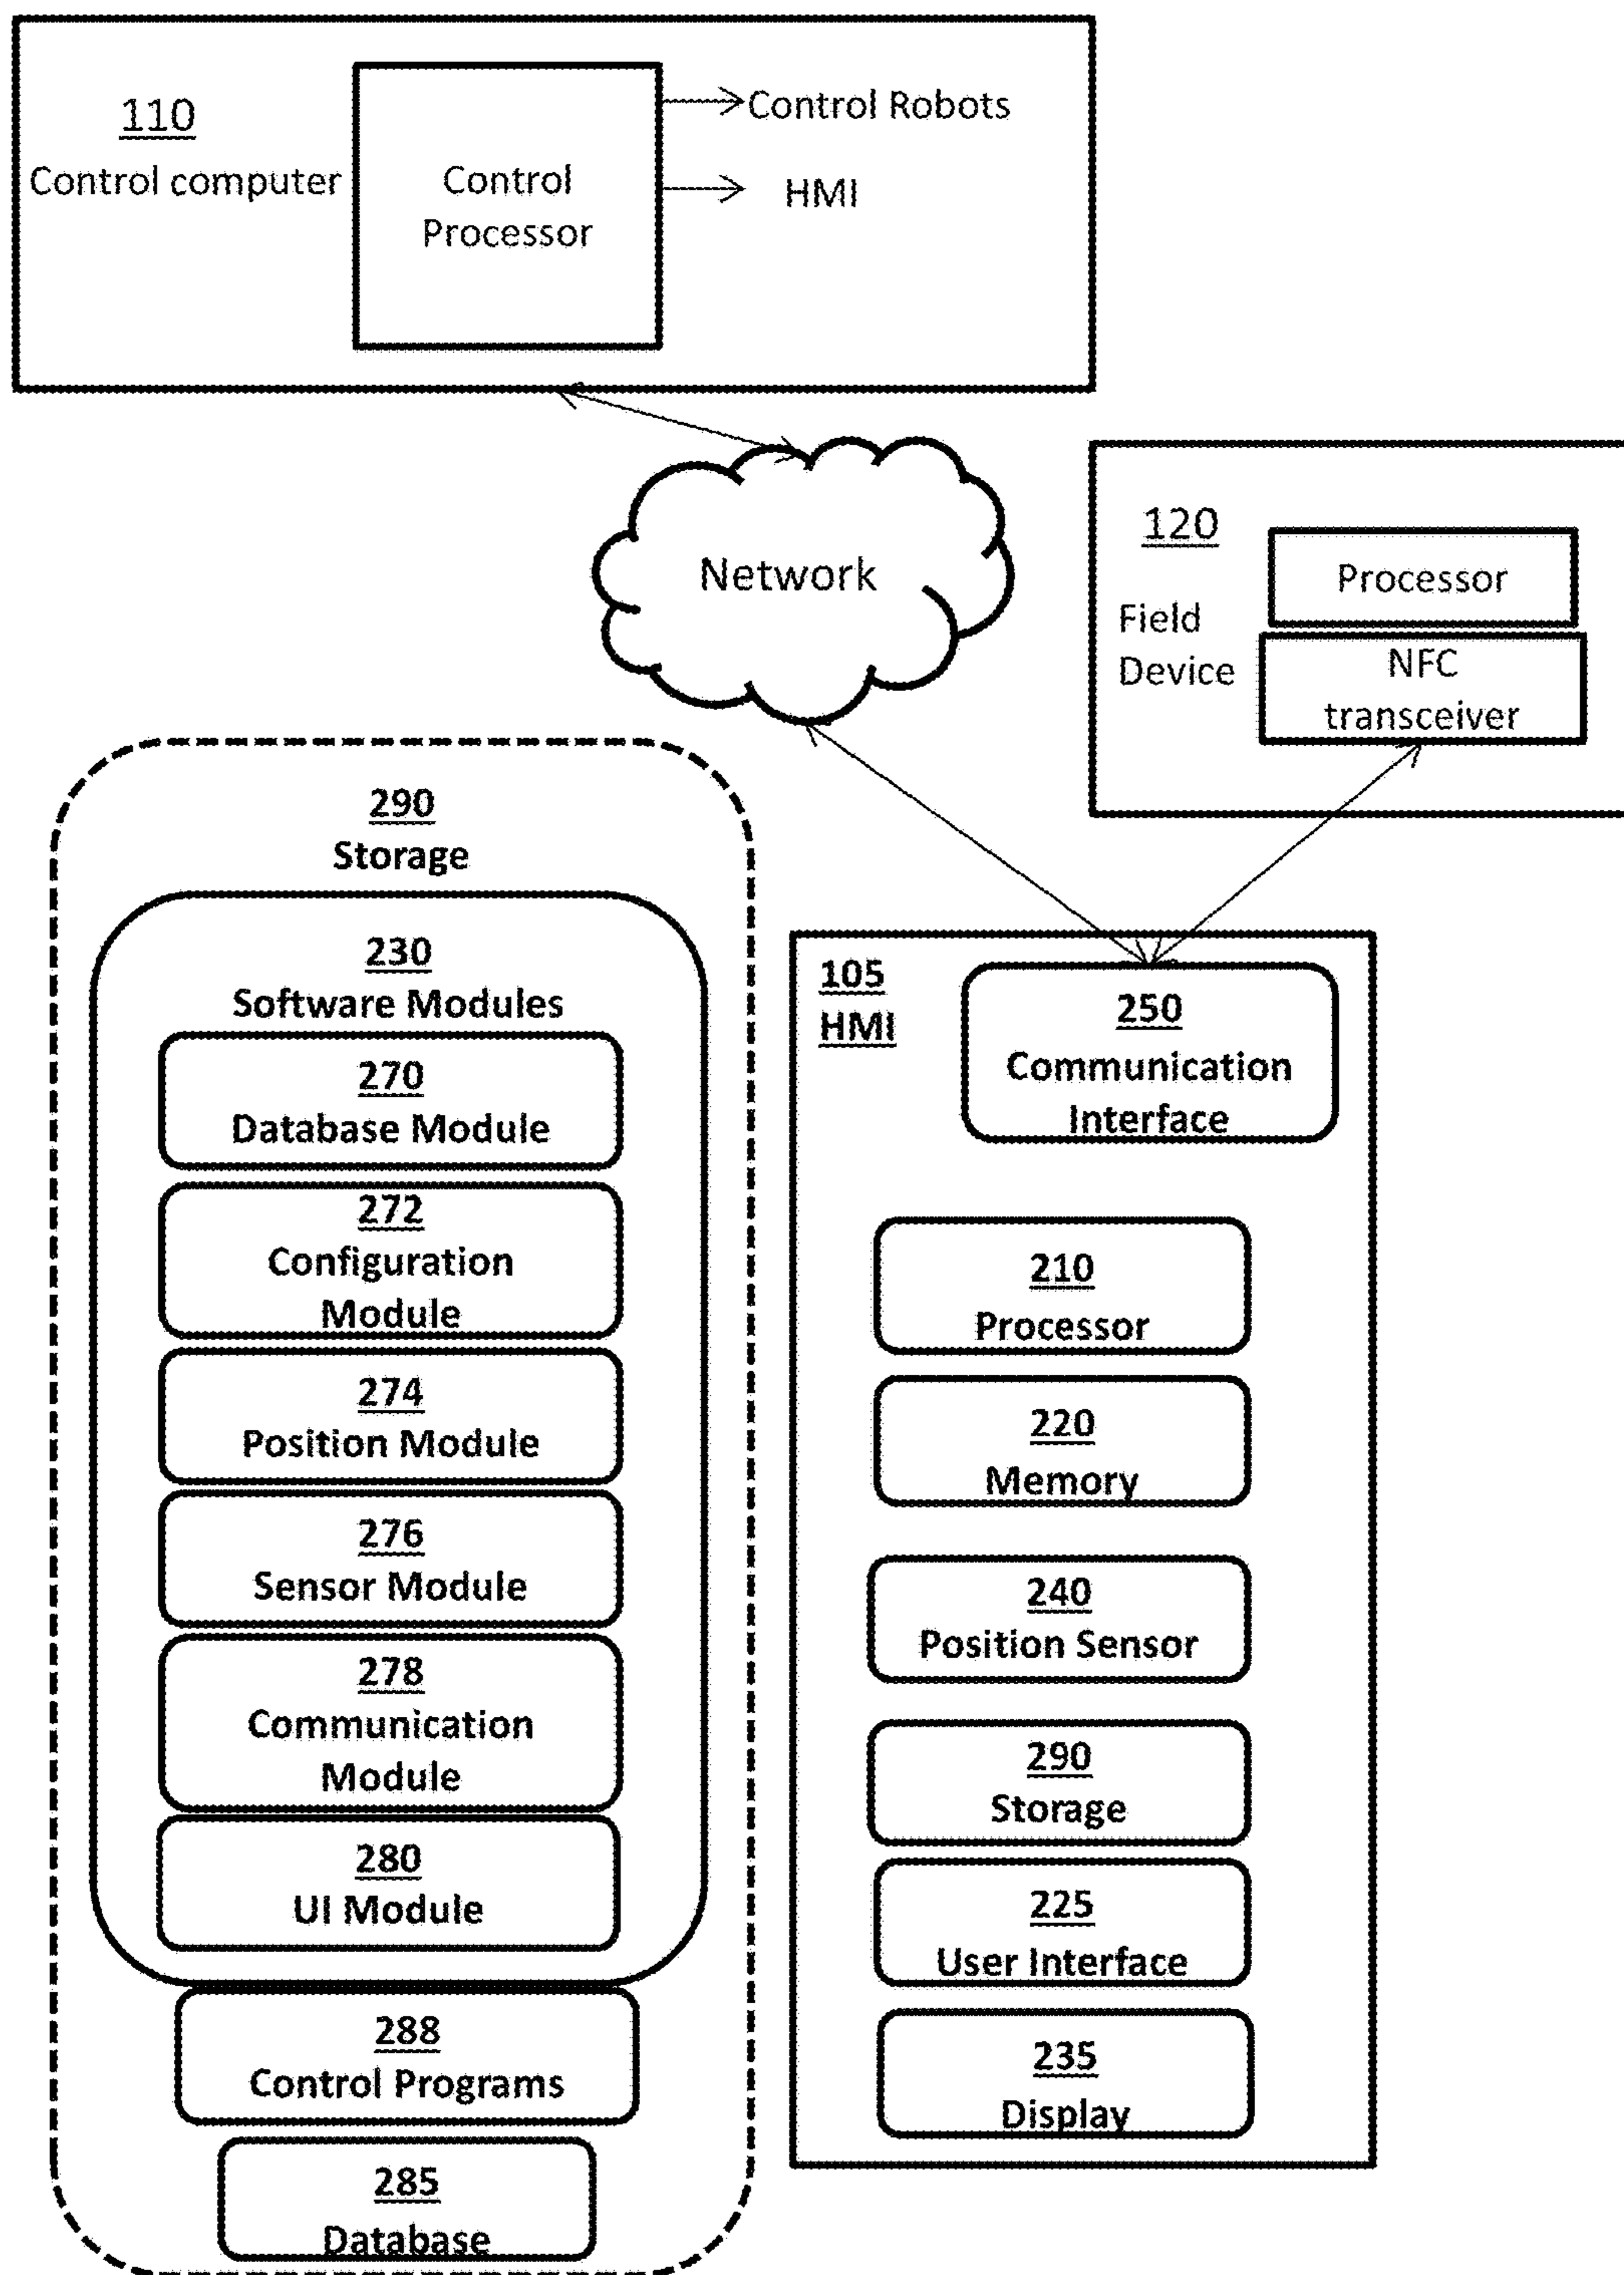 110
Control computer
Control
Processor
Control Robots
HMI
Network
120
Field
Device
Processor
NFC
transceiver
290
Storage
230
Software Modules
270
Database Module
272
Configuration
Module
274
Position Module
276
Sensor Module
278
Communication
Module
280
UI Module
288
Control Programs
285
Database
105
HMI
250
Communication
Interface
210
Processor
220
Memory
240
Position Sensor
290
Storage
225
User Interface
235
Display